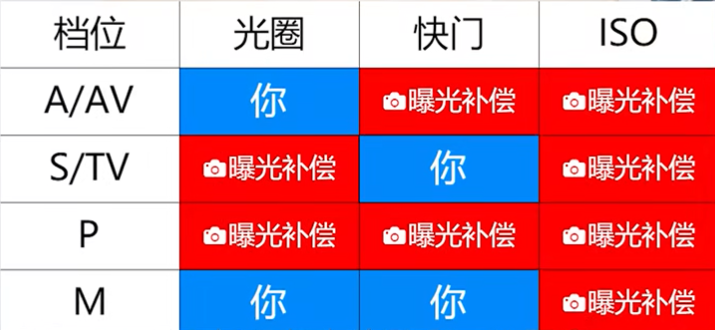 档位 光圈 快门 ISO
A/AV 你 曝光补偿 曝光补偿
S/TV 曝光补偿 你 曝光补偿
P 曝光补偿 曝光补偿 曝光补偿
M 你 你 曝光补偿